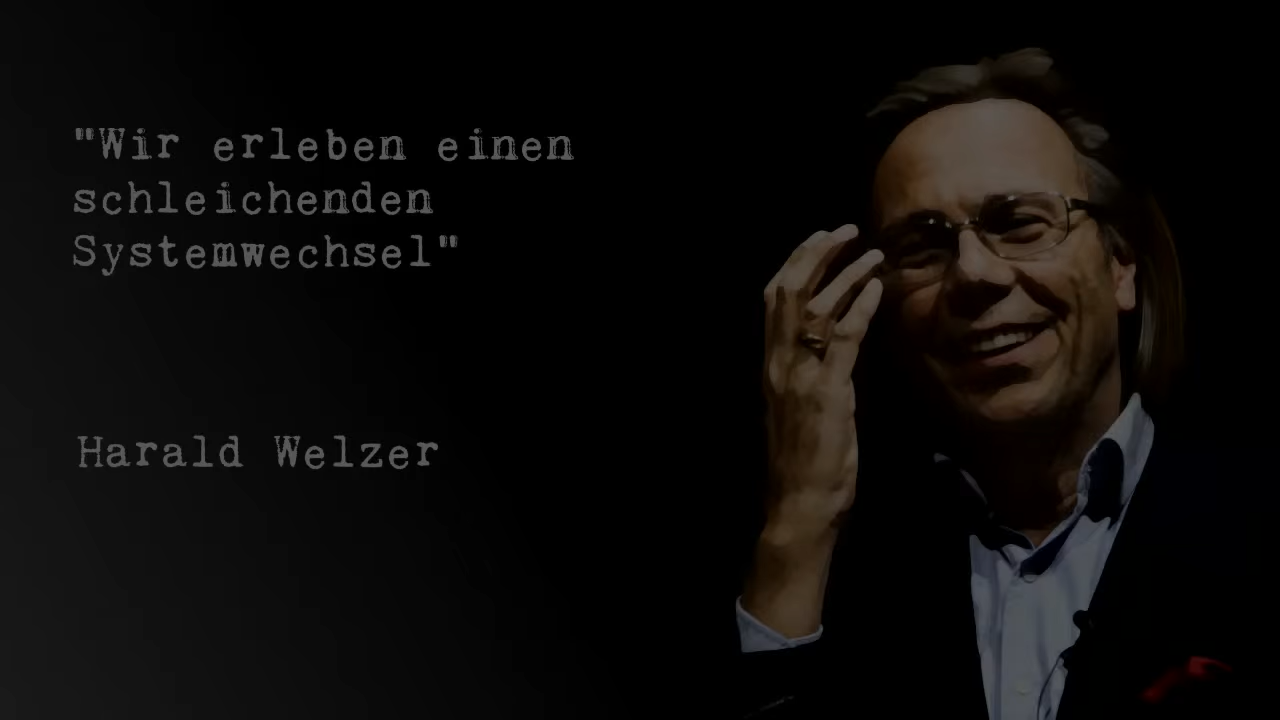 "Wir erleben einen
schleichenden
Systemwechsel"
Harald Welzer